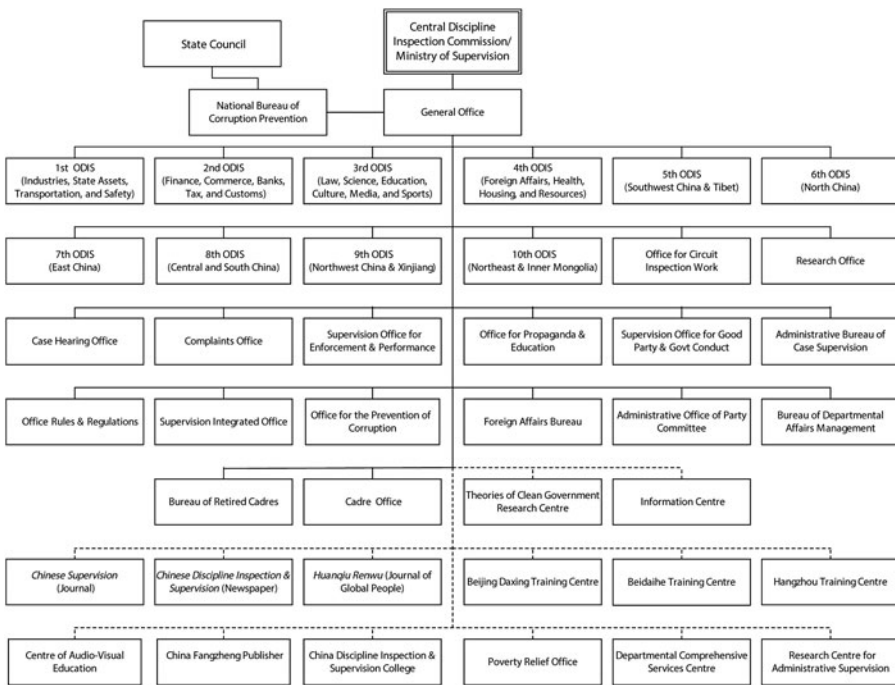 State Council
Central Discipline
Inspection Commission/
Ministry of Supervision
National Bureau of
Corruption Prevention
General Office
1st ODIS
(Industries, State Assets,
Transportation, and Safety)
2nd ODIS
(Finance, Commerce, Banks,
Tax, and Customs)
3rd ODIS
(Law, Science, Education,
Culture, Media, and Sports)
4th ODIS
(Foreign Affairs, Health,
Housing, and Resources)
5th ODIS
(Southwest China & Tibet)
6th ODIS
(North China)
7th ODIS
(East China)
8th ODIS
(Central and South China)
9th ODIS
(Northwest China & Xinjiang)
10th ODIS
(Northeast & Inner Mongolia)
Office for Circuit
Inspection Work
Research Office
Case Hearing Office
Complaints Office
Supervision Office for
Enforcement & Performance
Office for Propaganda &
Education
Supervision Office for Good
Party & Govt Conduct
Administrative Bureau of
Case Supervision
Office Rules & Regulations
Supervision Integrated Office
Office for the Prevention of
Corruption
Foreign Affairs Bureau
Administrative Office of Party
Committee
Bureau of Departmental
Affairs Management
Bureau of Retired Cadres
Cadre Office
Theories of Clean Government
Research Centre
Information Centre
Chinese Supervision
(Journal)
Chinese Discipline Inspection &
Supervision (Newspaper)
Huanqiu Renwu (Journal of
Global People)
Beijing Daxing Training Centre
Beidaihe Training Centre
Hangzhou Training Centre
Centre of Audio-Visual
Education
China Fangzheng Publisher
China Discipline Inspection &
Supervision College
Poverty Relief Office
Departmental Comprehensive
Services Centre
Research Centre for
Administrative Supervision